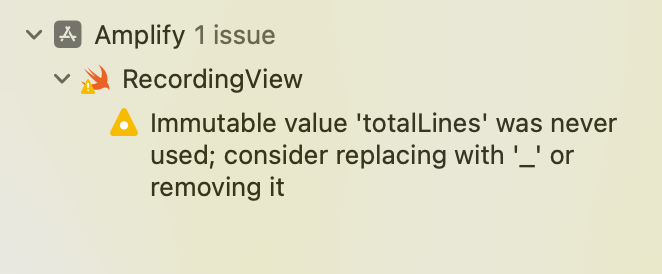 Amplify 1 issue
RecordingView
Immutable value 'totalLines' was never
used; consider replacing with '_' or
removing it